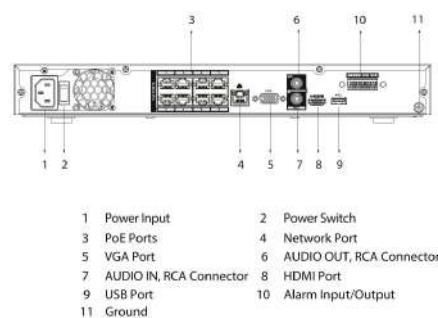 3 6 10 11
1 2 4 5 7 8 9
1 Power Input 2 Power Switch
3 PoE Ports 4 Network Port
5 VGA Port 6 AUDIO OUT, RCA Connector
7 AUDIO IN, RCA Connector 8 HDMI Port
9 USB Port 10 Alarm Input/Output
11 Ground